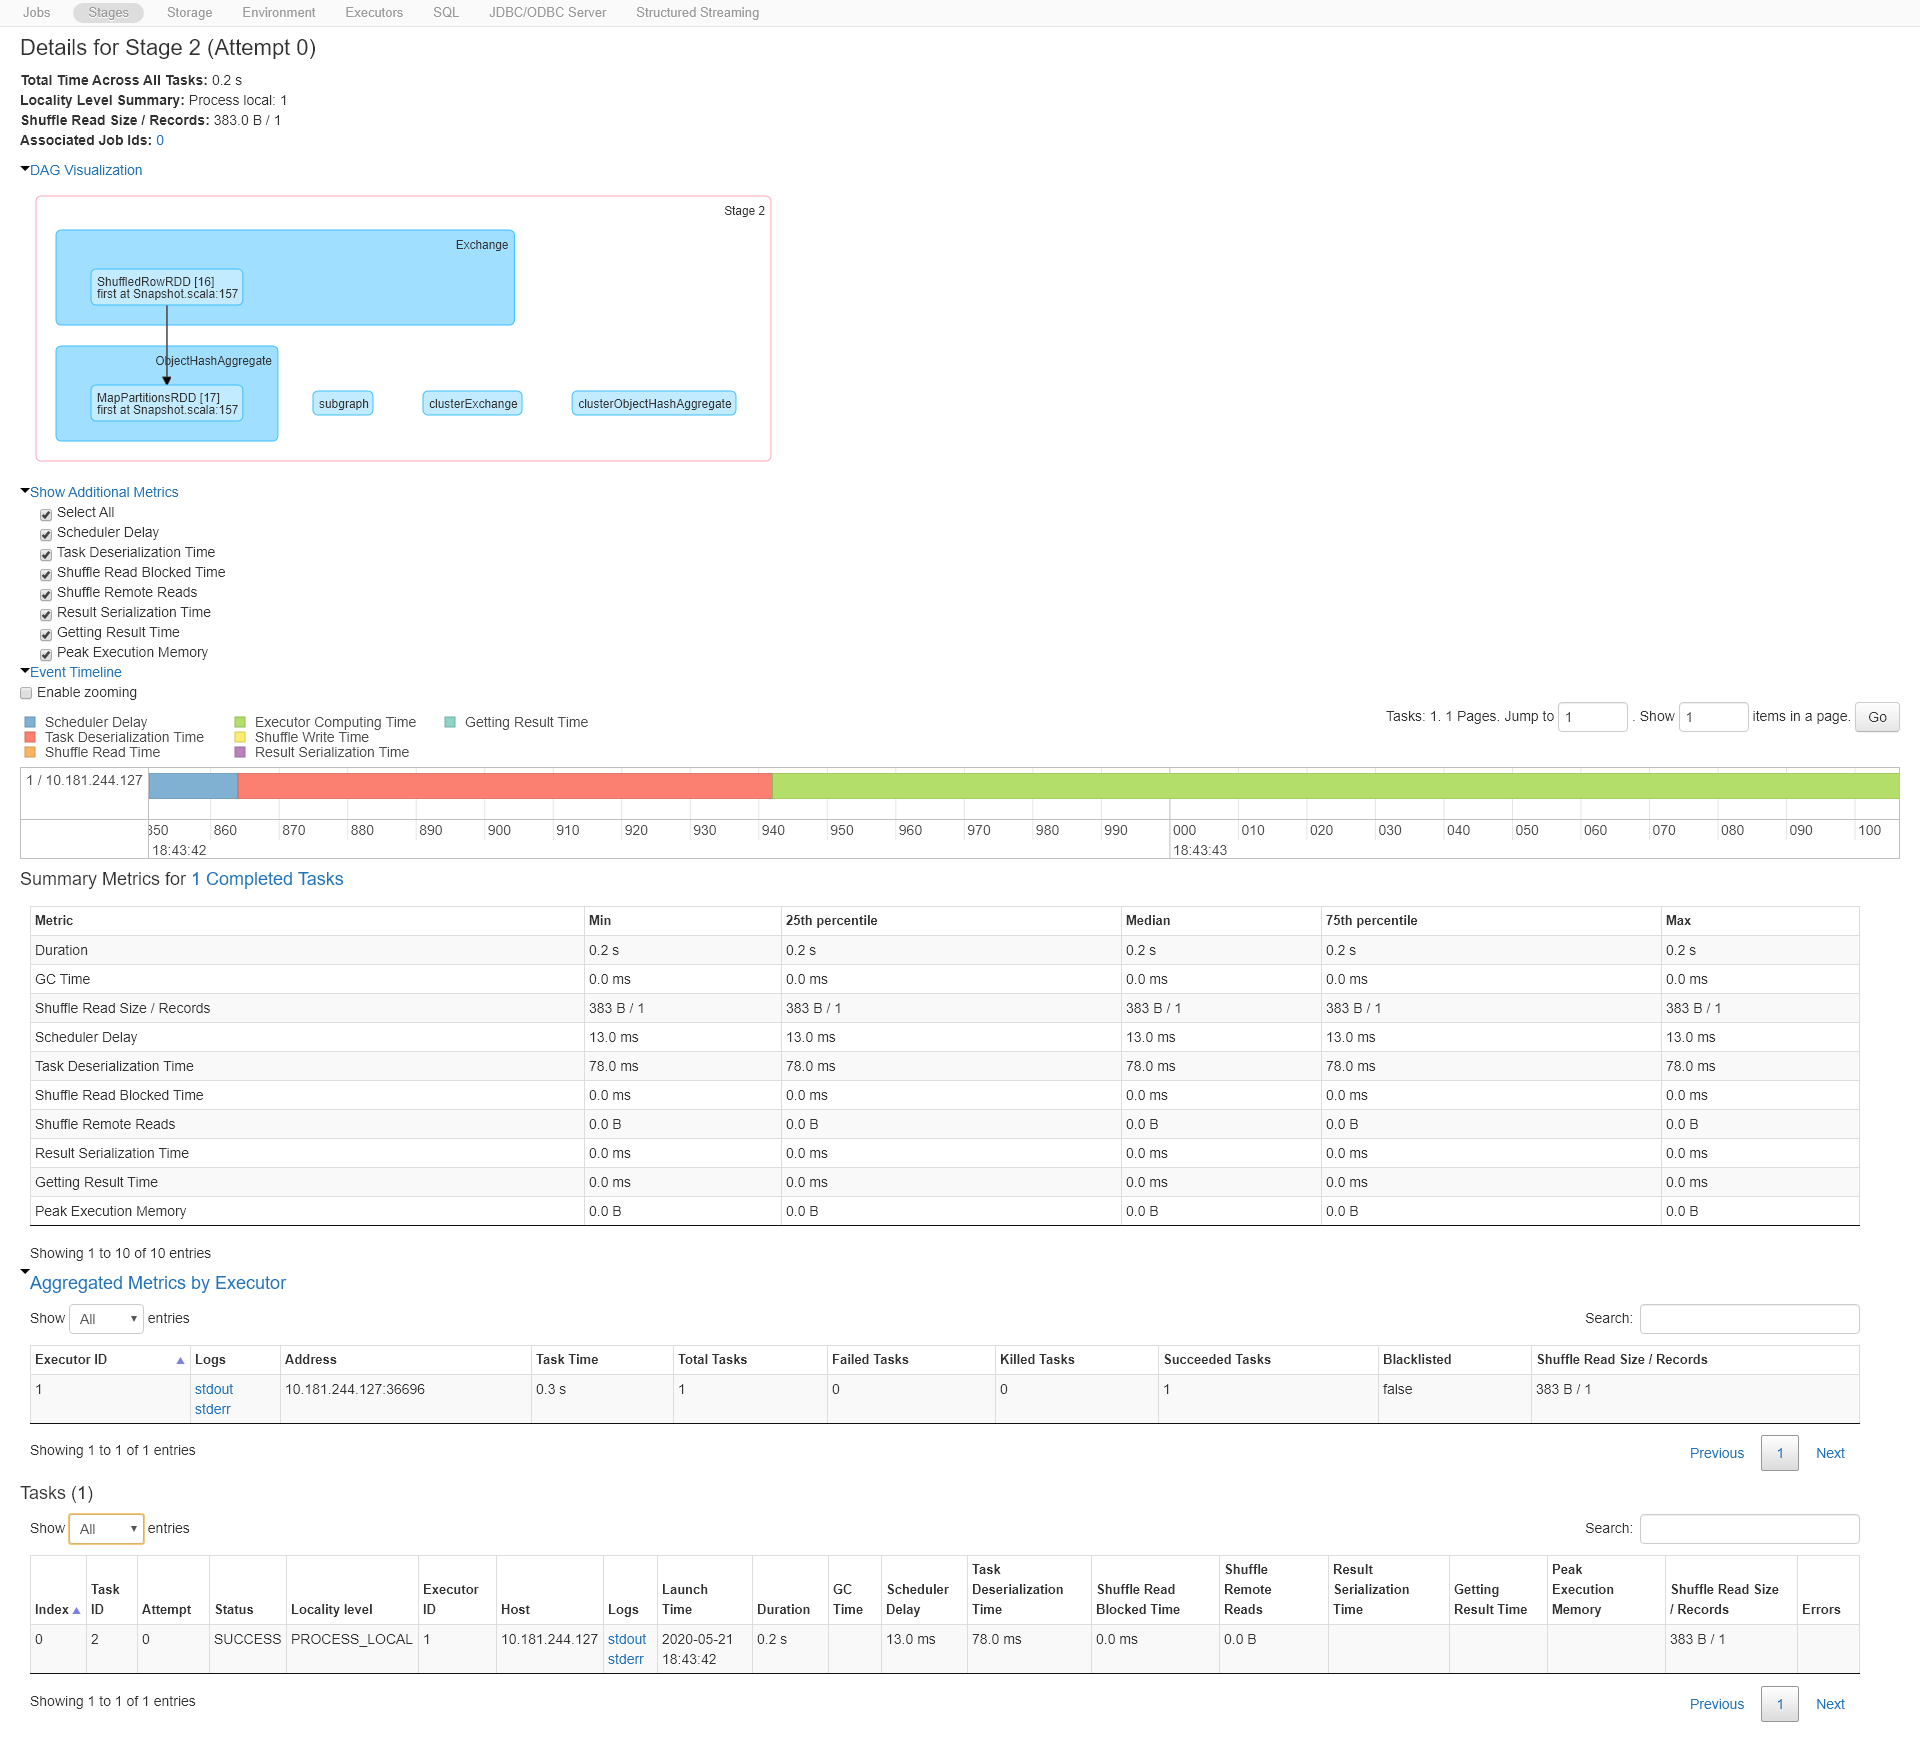 Jobs Stages Storage Environment Executors SQL JDBC/ODBC Server Structured Streaming
Details for Stage 2 (Attempt 0)
Total Time Across All Tasks: 0.2 s
Locality Level Summary: Process local: 1
Shuffle Read Size / Records: 383.0 B / 1
Associated Job Ids: 0
DAG Visualization
Stage 2
Exchange
ShuffledRowRDD [16]
first at Snapshot.scala:157
ObjectHashAggregate
MapPartitionsRDD [17]
first at Snapshot.scala:157
subgraph clusterExchange clusterObjectHashAggregate
Show Additional Metrics
Select All
Scheduler Delay
Task Deserialization Time
Shuffle Read Blocked Time
Shuffle Remote Reads
Result Serialization Time
Getting Result Time
Peak Execution Memory
Event Timeline
Enable zooming
Tasks: 1. 1 Pages. Jump to 1 . Show 1 items in a page. Go
Scheduler Delay Executor Computing Time Getting Result Time
Task Deserialization Time Shuffle Write Time
Shuffle Read Time Result Serialization Time
1 / 10.181.244.127
850 860 870 880 890 900 910 920 930 940 950 960 970 980 990 000 010 020 030 040 050 060 070 080 090 100
18:43:42 18:43:43
Summary Metrics for 1 Completed Tasks
Metric Min 25th percentile Median 75th percentile Max
Duration 0.2 s 0.2 s 0.2 s 0.2 s 0.2 s
GC Time 0.0 ms 0.0 ms 0.0 ms 0.0 ms 0.0 ms
Shuffle Read Size / Records 383 B / 1 383 B / 1 383 B / 1 383 B / 1 383 B / 1
Scheduler Delay 13.0 ms 13.0 ms 13.0 ms 13.0 ms 13.0 ms
Task Deserialization Time 78.0 ms 78.0 ms 78.0 ms 78.0 ms 78.0 ms
Shuffle Read Blocked Time 0.0 ms 0.0 ms 0.0 ms 0.0 ms 0.0 ms
Shuffle Remote Reads 0.0 B 0.0 B 0.0 B 0.0 B 0.0 B
Result Serialization Time 0.0 ms 0.0 ms 0.0 ms 0.0 ms 0.0 ms
Getting Result Time 0.0 ms 0.0 ms 0.0 ms 0.0 ms 0.0 ms
Peak Execution Memory 0.0 B 0.0 B 0.0 B 0.0 B 0.0 B
Showing 1 to 10 of 10 entries
Aggregated Metrics by Executor
Show All entries Search:
Executor ID Logs Address Task Time Total Tasks Failed Tasks Killed Tasks Succeeded Tasks Blacklisted Shuffle Read Size / Records
1 stdout 10.181.244.127:36696 0.3 s 1 0 0 1 false 383 B / 1
stderr
Showing 1 to 1 of 1 entries Previous 1 Next
Tasks (1)
Show All entries Search:
Task Shuffle Result Peak
Task Executor Launch GC Scheduler Deserialization Shuffle Read Remote Serialization Getting Execution Shuffle Read Size
Index ID Attempt Status Locality level ID Host Logs Time Duration Time Delay Time Blocked Time Reads Time Result Time Memory / Records Errors
0 2 0 SUCCESS PROCESS_LOCAL 1 10.181.244.127 stdout 2020-05-21 0.2 s 13.0 ms 78.0 ms 0.0 ms 0.0 B 383 B / 1
stderr 18:43:42
Showing 1 to 1 of 1 entries Previous 1 Next